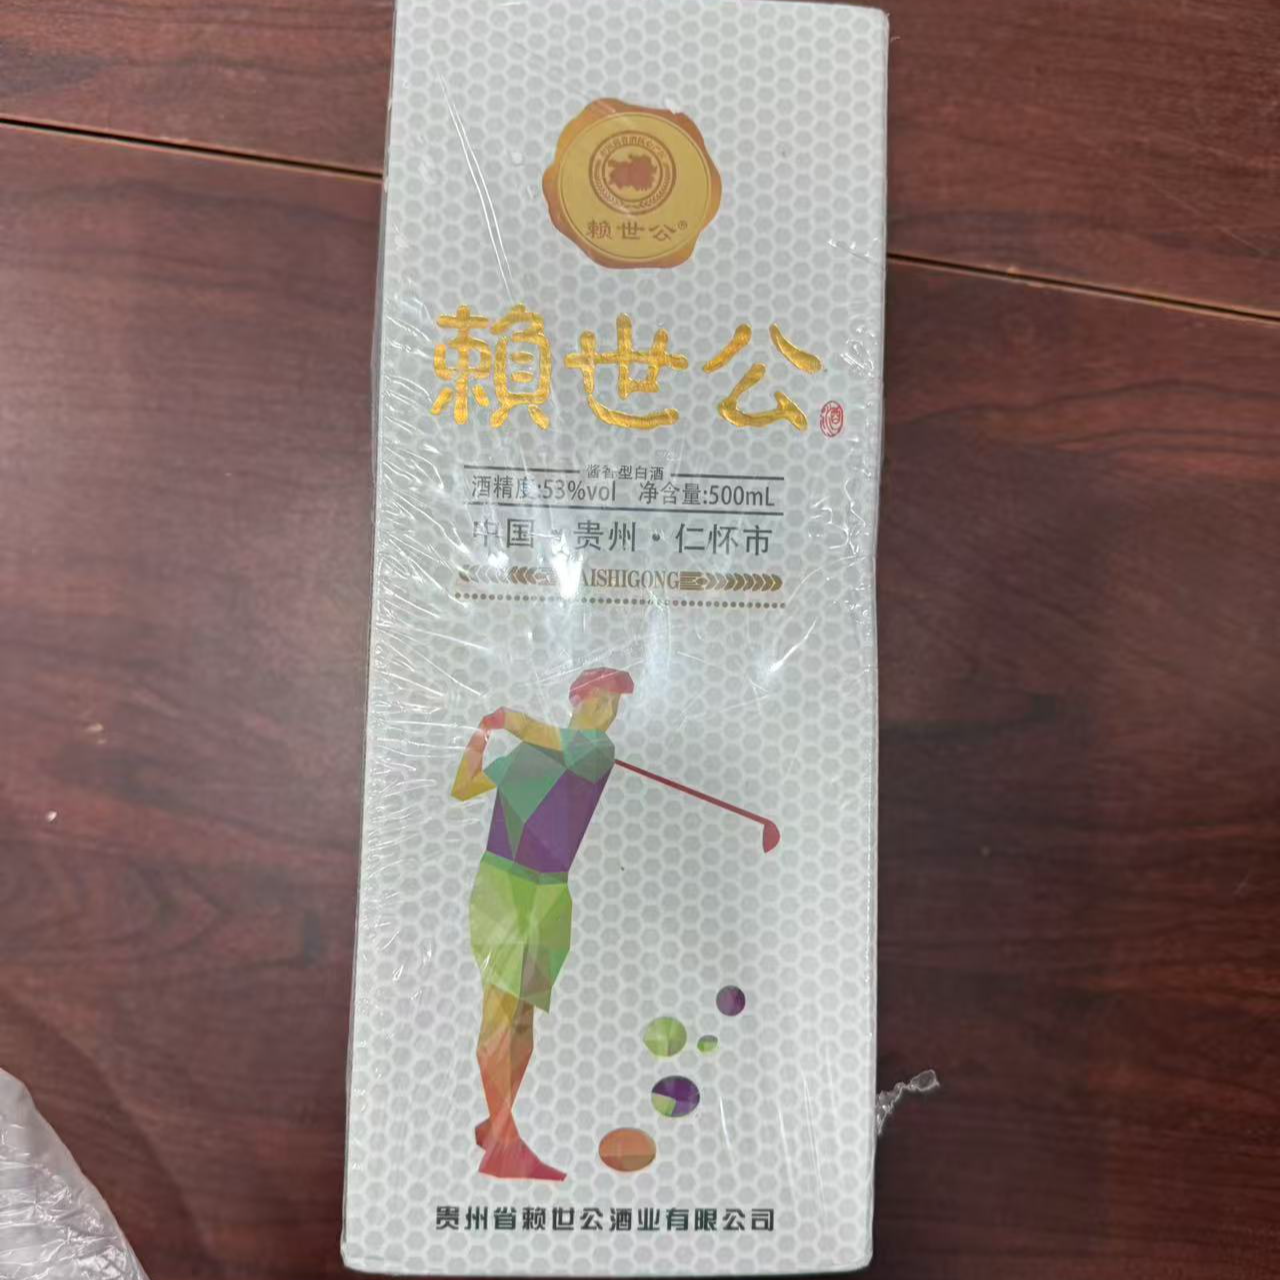 赖世公®
賴世公
酒
酱香型白酒
酒精度:53%vol 净含量:500mL
中国·贵州·仁怀市
AISHIGONG
贵州省赖世公酒业有限公司